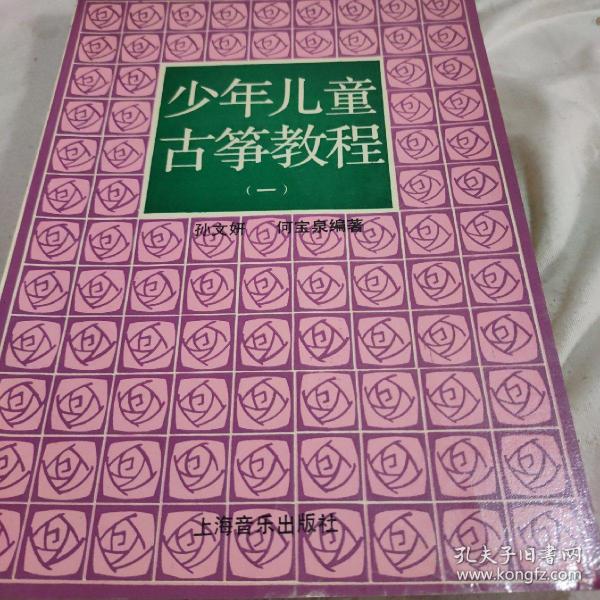 少年儿童
古筝教程
（一）
孙文妍 何宝泉编著
上海音乐出版社
孔夫子旧书网
www.kongfz.com